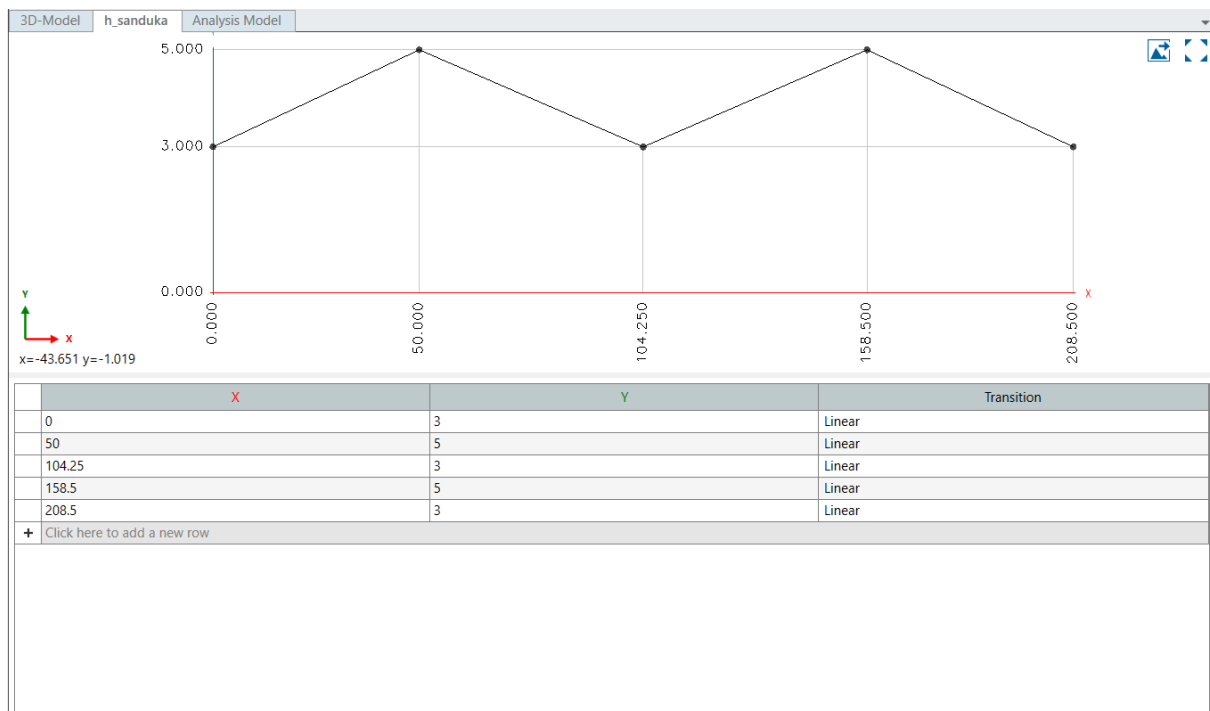 3D-Model h_sanduka Analysis Model
5.000
3.000
0.000
X
Y
X
0.000 50.000 104.250 158.500 208.500
x=-43.651 y=-1.019
X Y Transition
0 3 Linear
50 5 Linear
104.25 3 Linear
158.5 5 Linear
208.5 3 Linear
+ Click here to add a new row